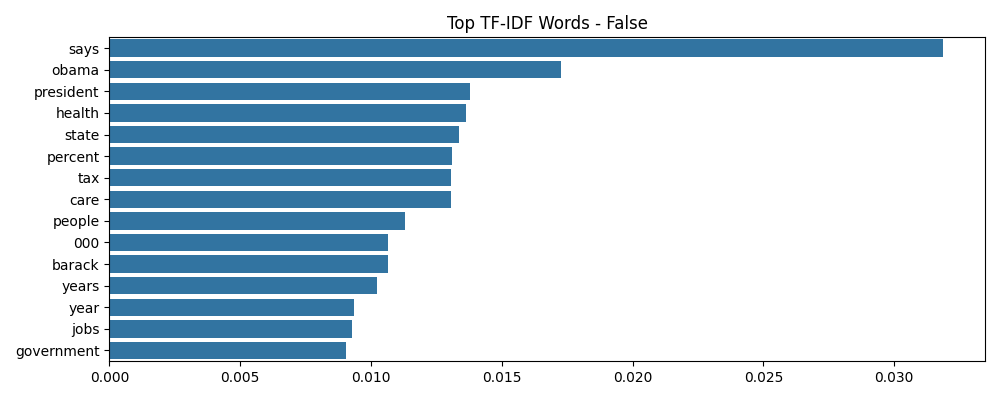 Top TF-IDF Words - False
says
obama
president
health
state
percent
tax
care
people
000
barack
years
year
jobs
government
0.000 0.005 0.010 0.015 0.020 0.025 0.030